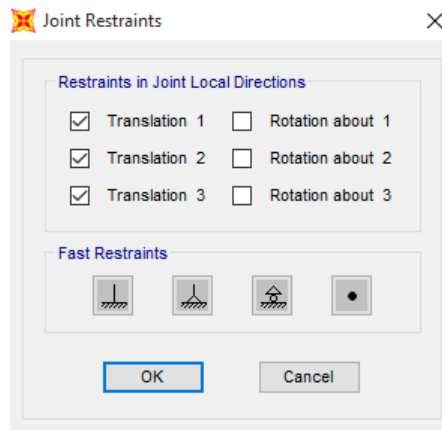 Joint Restraints
Restraints in Joint Local Directions
Translation 1 Rotation about 1
Translation 2 Rotation about 2
Translation 3 Rotation about 3
Fast Restraints
OK Cancel